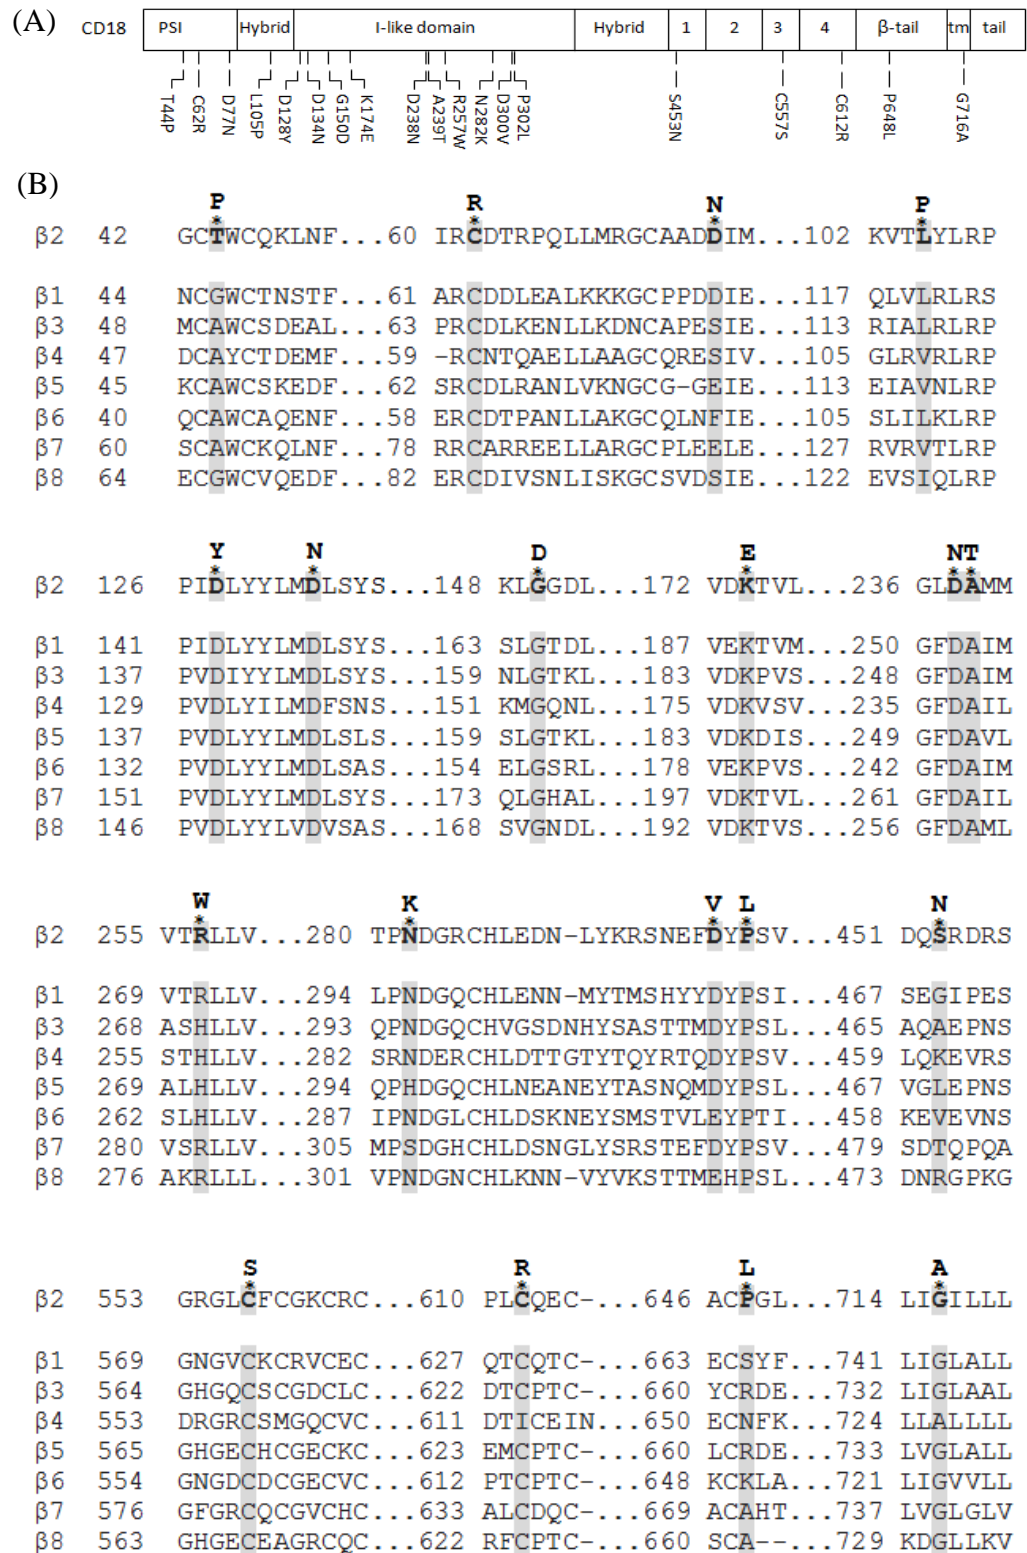 (A) CD18 PSI Hybrid I-like domain Hybrid 1 2 3 4 β-tail tm tail
T44P C62R D77N L105P D128Y D134N G150D K174E D238N A239T R257W N282K D300V P302L S453N C557S C612R P648L G716A
(B)
P R N P
* * * *
β2 42 GCTWCQKLNF...60 IRCDTRPQLLMRGCAADDIM...102 KVTLYLRP
β1 44 NCGWCTNSTF...61 ARCDDLEALKKKGCPPDDIE...117 QLVLRLRS
β3 48 MCAWCSDEAL...63 PRCDLKENLLKDNCAPESIE...113 RIALRLRP
β4 47 DCAYCTDEMF...59 -RCNTQAELLAAGCQRESIV...105 GLRVRLRP
β5 45 KCAWCSKEDF...62 SRCDLRANLVKNGCG-GEIE...113 EIAVNLRP
β6 40 QCAWCAQENF...58 ERCDTPANLLAKGCQLNFIE...105 SLILKLRP
β7 60 SCAWCKQLNF...78 RRCARREELLARGCPLEELE...127 RVRVTLRP
β8 64 ECGWCVQEDF...82 ERCDIVSNLISKGCSVDSIE...122 EVSIQLRP
Y N D E NT
* * * * **
β2 126 PIDLYYLMDLSYS...148 KLGGDL...172 VDKTVL...236 GLDAMM
β1 141 PIDLYYLMDLSYS...163 SLGTDL...187 VEKTVM...250 GFDAIM
β3 137 PVDIYYLMDLSYS...159 NLGTKL...183 VDKPVS...248 GFDAIM
β4 129 PVDLYILMDFSNS...151 KMGQNL...175 VDKVSV...235 GFDAIL
β5 137 PVDLYYLMDLSLS...159 SLGTKL...183 VDKDIS...249 GFDAVL
β6 132 PVDLYYLMDLSAS...154 ELGSRL...178 VEKPVS...242 GFDAIM
β7 151 PVDLYYLMDLSYS...173 QLGHAL...197 VDKTVL...261 GFDAIL
β8 146 PVDLYYLVDVSAS...168 SVGNDL...192 VDKTVS...256 GFDAML
W K V L N
* * * * *
β2 255 VTRLLV...280 TPNDGRCHLEDN-LYKRSNEFDYPSV...451 DQSRDRS
β1 269 VTRLLV...294 LPNDGQCHLENN-MYTMSHYYDYPSI...467 SEGIPES
β3 268 ASHLLV...293 QPNDGQCHVGSDNHYSASTTMDYPSL...465 AQAEPNS
β4 255 STHLLV...282 SRNDERCHLDTTGTYTQYRTQDYPSV...459 LQKEVRS
β5 269 ALHLLV...294 QPHDGQCHLNEANEYTASNQMDYPSL...467 VGLEPNS
β6 262 SLHLLV...287 IPNDGLCHLDSKNEYSMSTVLEYPTI...458 KEVEVNS
β7 280 VSRLLV...305 MPSDGHCHLDSNGLYSRSTEFDYPSV...479 SDTQPQA
β8 276 AKRLLL...301 VPNDGNCHLKNN-VYVKSTTMEHPSL...473 DNRGPKG
S R L A
* * * *
β2 553 GRGLCFCGKCRC...610 PLCQEC-...646 ACPGL...714 LIGILLL
β1 569 GNGVCKCRVCEC...627 QTCQTC-...663 ECSYF...741 LIGLALL
β3 564 GHGQCSCGDCLC...622 DTCPTC-...660 YCRDE...732 LIGLAAL
β4 553 DRGRCSMGQCVC...611 DTICEIN...650 ECNFK...724 LLALLLL
β5 565 GHGECHCGECKC...623 EMCPTC-...660 LCRDE...733 LVGLALL
β6 554 GNGDCDCGECVC...612 PTCPTC-...648 KCKLA...721 LIGVVLL
β7 576 GFGRCQCGVCHC...633 ALCDQC-...669 ACAHT...737 LVGLGLV
β8 563 GHGECEAGRCQC...622 RFCPTC-...660 SCA--...729 KDGLLKV